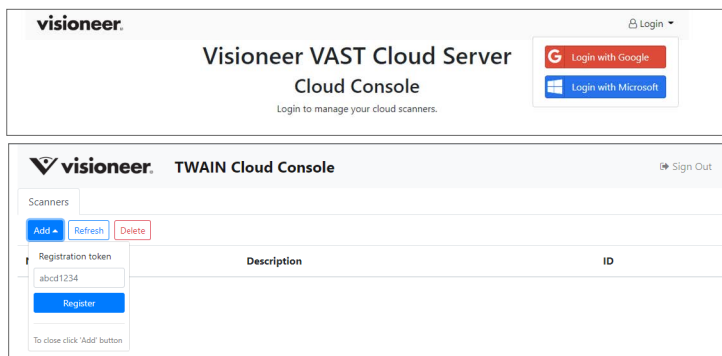 visioneer.
Login
Visioneer VAST Cloud Server
Login with Google
Cloud Console
Login with Microsoft
Login to manage your cloud scanners.
visioneer. TWAIN Cloud Console Sign Out
Scanners
Add Refresh Delete
Registration token
Description ID
abcd1234
Register
To close click 'Add' button